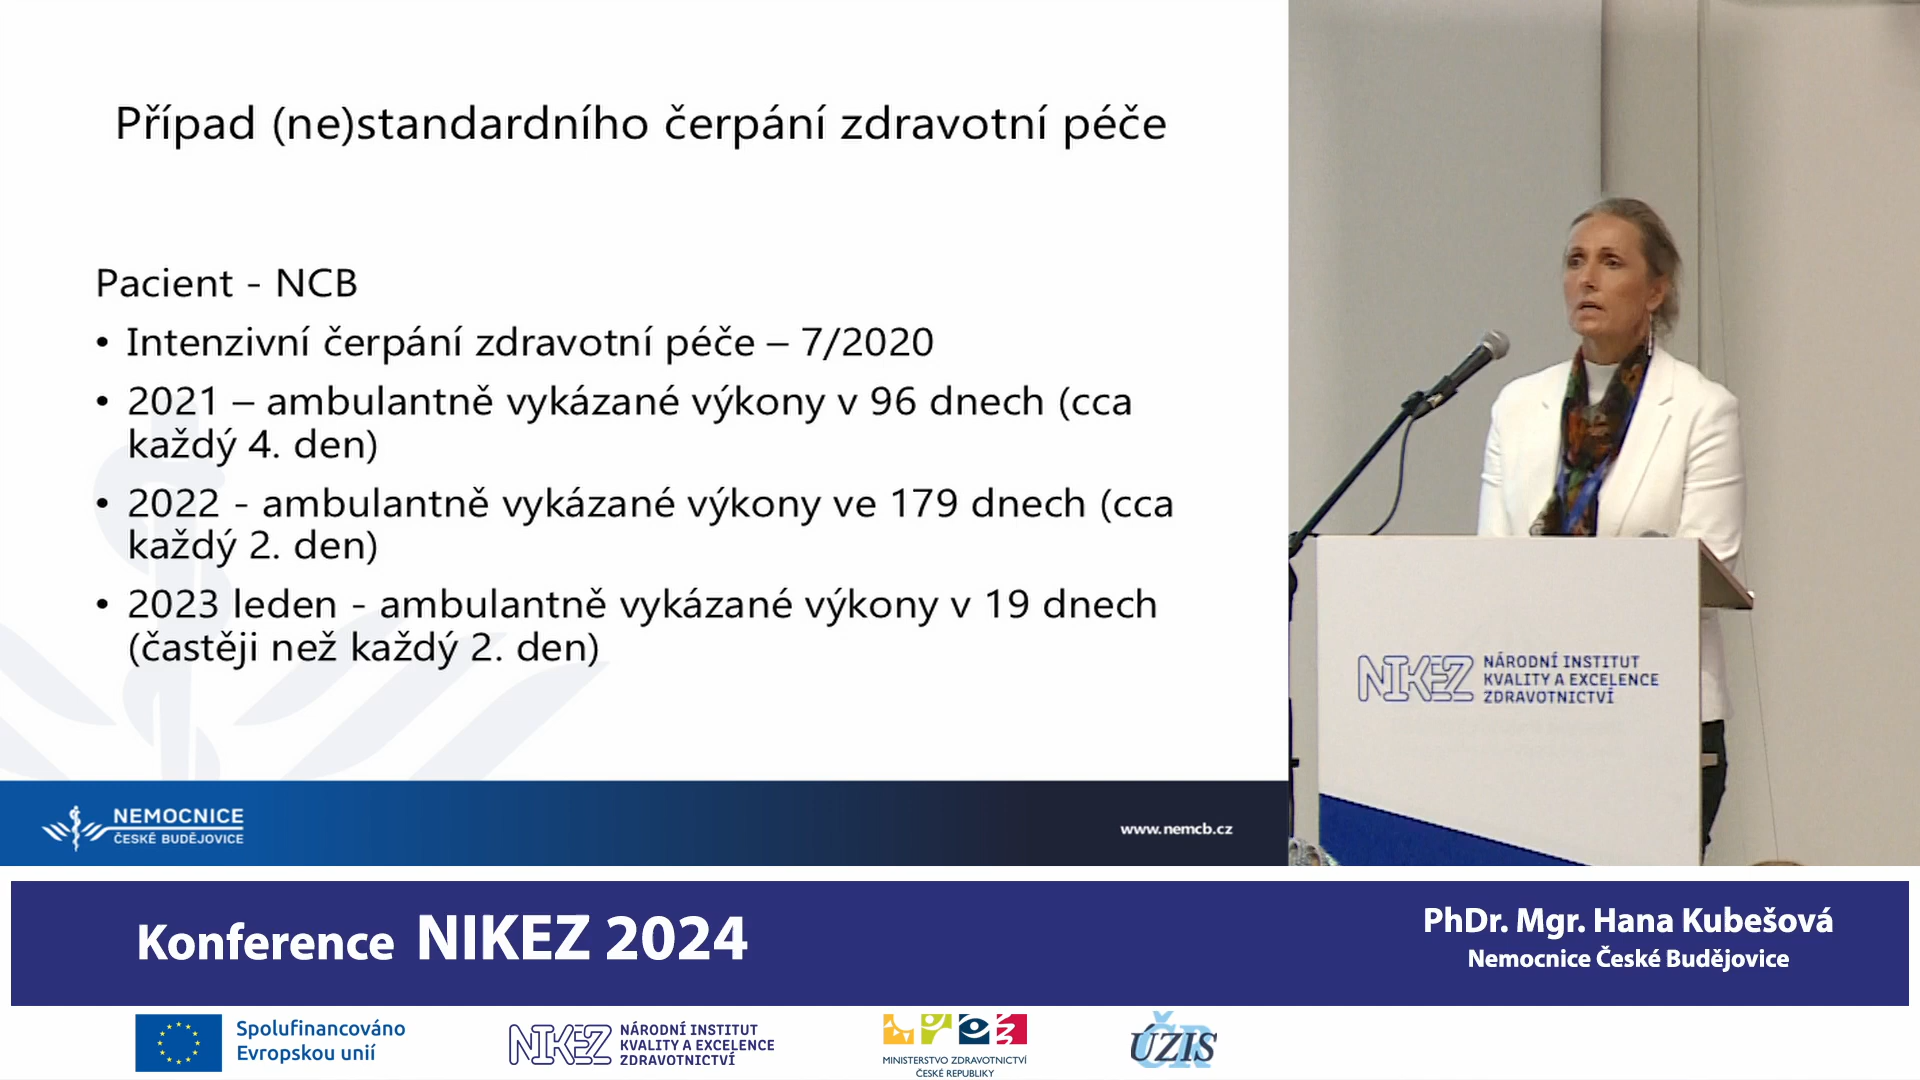 Případ (ne)standardního čerpání zdravotní péče
Pacient - NCB
• Intenzivní čerpání zdravotní péče – 7/2020
• 2021 – ambulantně vykázané výkony v 96 dnech (cca
každý 4. den)
• 2022 - ambulantně vykázané výkony ve 179 dnech (cca
každý 2. den)
• 2023 leden - ambulantně vykázané výkony v 19 dnech
(častěji než každý 2. den)
NEMOCNICE
ČESKÉ BUDĚJOVICE
www.nemcb.cz
NIKEZ
NÁRODNÍ INSTITUT
KVALITY A EXCELENCE
ZDRAVOTNICTVÍ
Konference NIKEZ 2024
PhDr. Mgr. Hana Kubešová
Nemocnice České Budějovice
Spolufinancováno
Evropskou unií
NIKEZ
NÁRODNÍ INSTITUT
KVALITY A EXCELENCE
ZDRAVOTNICTVÍ
MINISTERSTVO ZDRAVOTNICTVÍ
ČESKÉ REPUBLIKY
ÚZIS
ČR